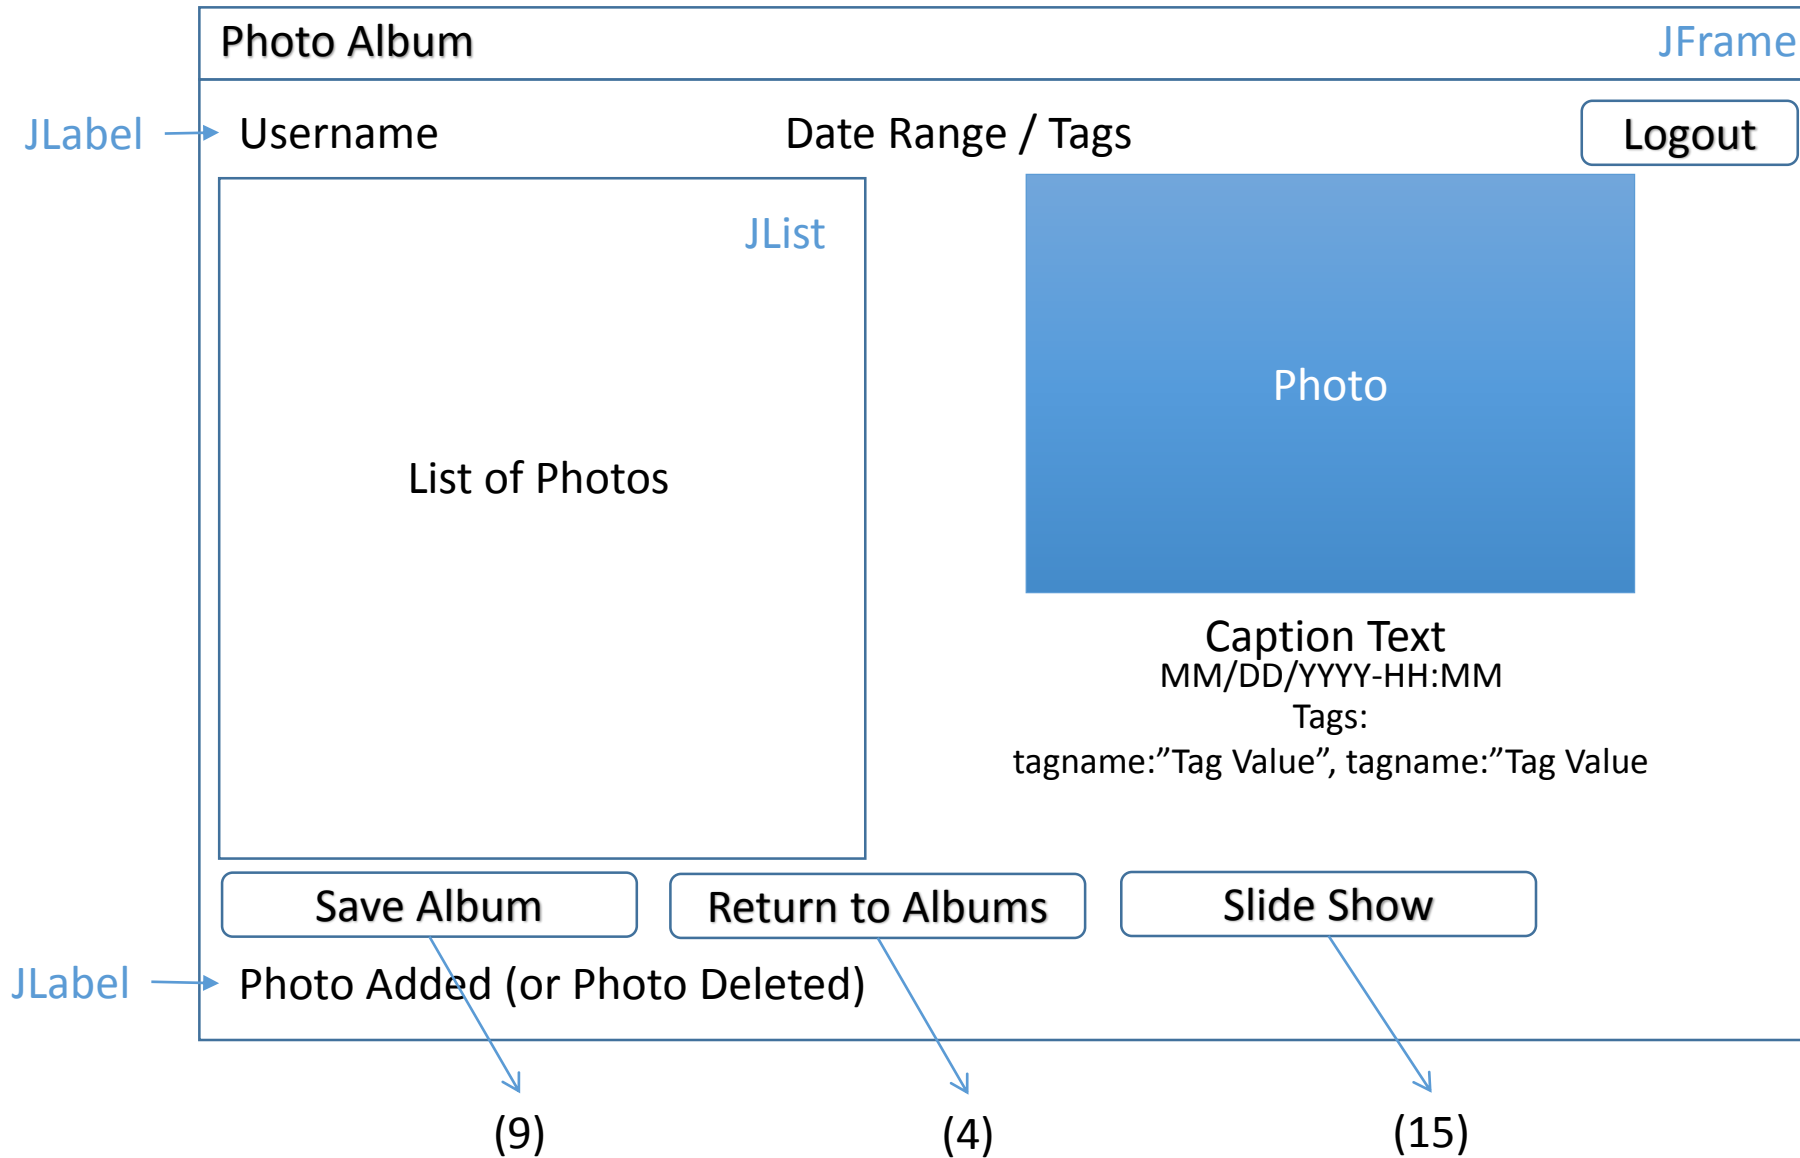 Photo Album
JFrame
JLabel
Username
Date Range / Tags
Logout
JList
List of Photos
Photo
Caption Text
MM/DD/YYYY-HH:MM
Tags:
tagname:”Tag Value”, tagname:”Tag Value
Save Album
Return to Albums
Slide Show
JLabel
Photo Added (or Photo Deleted)
(9)
(4)
(15)